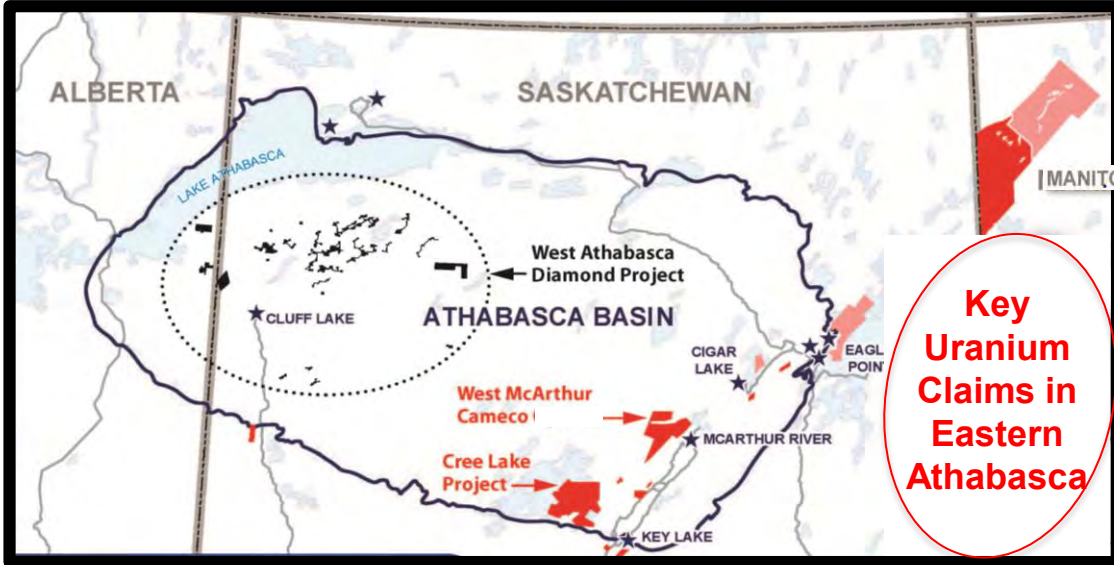 ALBERTA
SASKATCHEWAN
MANITO
LAKE ATHABASCA
West Athabasca
Diamond Project
CLUFF LAKE
ATHABASCA BASIN
CIGAR
LAKE
EAGL
POIN
West McArthur
Cameco
MCARTHUR RIVER
Cree Lake
Project
KEY LAKE
Key
Uranium
Claims in
Eastern
Athabasca